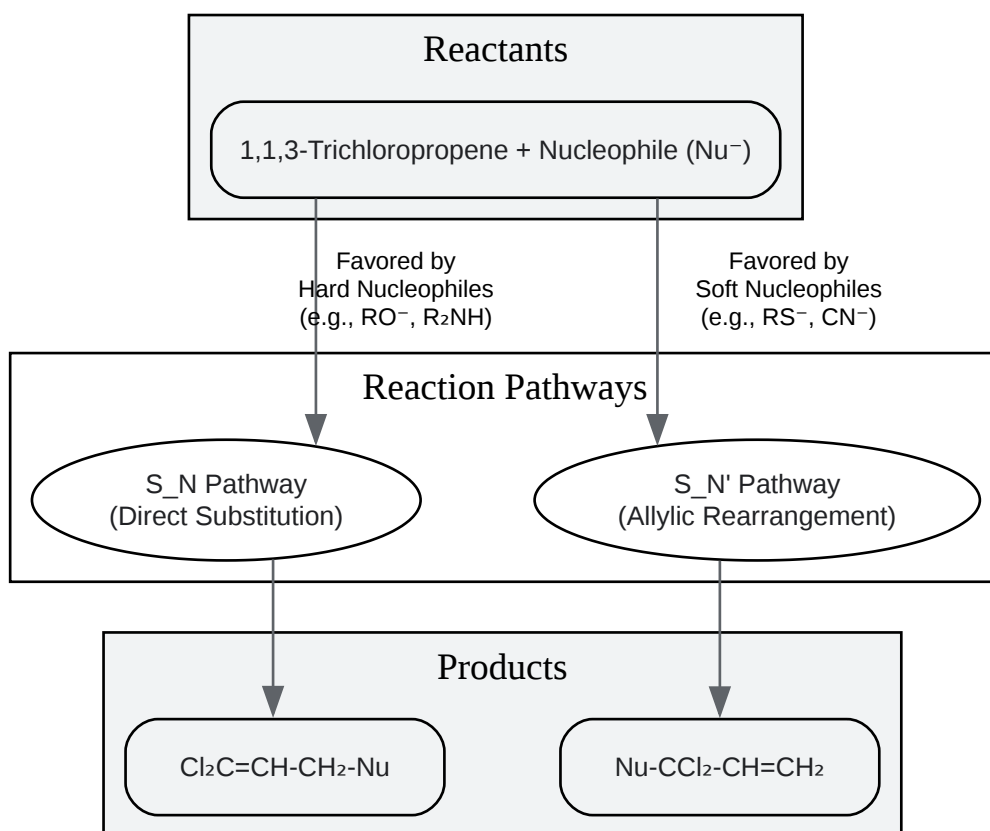 Reactants
1,1,3-Trichloropropene + Nucleophile (Nu⁻)
Favored by
Hard Nucleophiles
(e.g., RO⁻, R₂NH)
Favored by
Soft Nucleophiles
(e.g., RS⁻, CN⁻)
Reaction Pathways
S_N Pathway
(Direct Substitution)
S_N' Pathway
(Allylic Rearrangement)
Products
Cl₂C=CH-CH₂-Nu
Nu-CCl₂-CH=CH₂